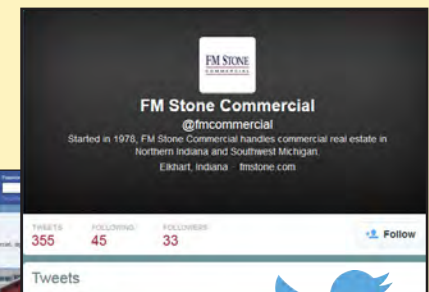 FM STONE
COMMERCIAL
FM Stone Commercial
@fmcommercial
Started in 1978, FM Stone Commercial handles commercial real estate in
Northern Indiana and Southwest Michigan.
Elkhart, Indiana · fmstone.com
TWEETS FOLLOWING FOLLOWERS
355 45 33 Follow
Tweets